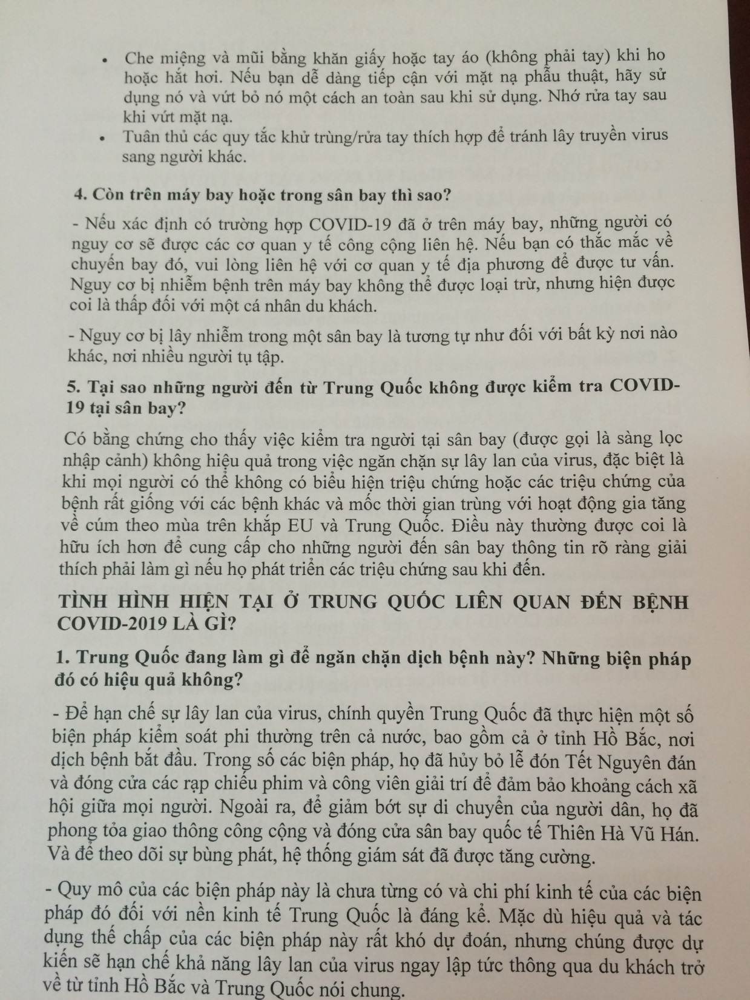 • Che miệng và mũi bằng khăn giấy hoặc tay áo (không phải tay) khi ho
hoặc hắt hơi. Nếu bạn dễ dàng tiếp cận với mặt nạ phẫu thuật, hãy sử
dụng nó và vứt bỏ nó một cách an toàn sau khi sử dụng. Nhớ rửa tay sau
khi vứt mặt nạ.
• Tuân thủ các quy tắc khử trùng/rửa tay thích hợp để tránh lây truyền virus
sang người khác.
4. Còn trên máy bay hoặc trong sân bay thì sao?
- Nếu xác định có trường hợp COVID-19 đã ở trên máy bay, những người có
nguy cơ sẽ được các cơ quan y tế công cộng liên hệ. Nếu bạn có thắc mắc về
chuyến bay đó, vui lòng liên hệ với cơ quan y tế địa phương để được tư vấn.
Nguy cơ bị nhiễm bệnh trên máy bay không thể được loại trừ, nhưng hiện được
coi là thấp đối với một cá nhân du khách.
- Nguy cơ bị lây nhiễm trong một sân bay là tương tự như đối với bất kỳ nơi nào
khác, nơi nhiều người tụ tập.
5. Tại sao những người đến từ Trung Quốc không được kiểm tra COVID-
19 tại sân bay?
Có bằng chứng cho thấy việc kiểm tra người tại sân bay (được gọi là sàng lọc
nhập cảnh) không hiệu quả trong việc ngăn chặn sự lây lan của virus, đặc biệt là
khi mọi người có thể không có biểu hiện triệu chứng hoặc các triệu chứng của
bệnh rất giống với các bệnh khác và mốc thời gian trùng với hoạt động gia tăng
về cúm theo mùa trên khắp EU và Trung Quốc. Điều này thường được coi là
hữu ích hơn để cung cấp cho những người đến sân bay thông tin rõ ràng giải
thích phải làm gì nếu họ phát triển các triệu chứng sau khi đến.
TÌNH HÌNH HIỆN TẠI Ở TRUNG QUỐC LIÊN QUAN ĐẾN BỆNH
COVID-2019 LÀ GÌ?
1. Trung Quốc đang làm gì để ngăn chặn dịch bệnh này? Những biện pháp
đó có hiệu quả không?
- Để hạn chế sự lây lan của virus, chính quyền Trung Quốc đã thực hiện một số
biện pháp kiểm soát phi thường trên cả nước, bao gồm cả ở tỉnh Hồ Bắc, nơi
dịch bệnh bắt đầu. Trong số các biện pháp, họ đã hủy bỏ lễ đón Tết Nguyên đán
và đóng cửa các rạp chiếu phim và công viên giải trí để đảm bảo khoảng cách xã
hội giữa mọi người. Ngoài ra, để giảm bớt sự di chuyển của người dân, họ đã
phong tỏa giao thông công cộng và đóng cửa sân bay quốc tế Thiên Hà Vũ Hán.
Và để theo dõi sự bùng phát, hệ thống giám sát đã được tăng cường.
- Quy mô của các biện pháp này là chưa từng có và chi phí kinh tế của các biện
pháp đó đối với nền kinh tế Trung Quốc là đáng kể. Mặc dù hiệu quả và tác
dụng thế chấp của các biện pháp này rất khó dự đoán, nhưng chúng được dự
kiến sẽ hạn chế khả năng lây lan của virus ngay lập tức thông qua du khách trở
về từ tỉnh Hồ Bắc và Trung Quốc nói chung.